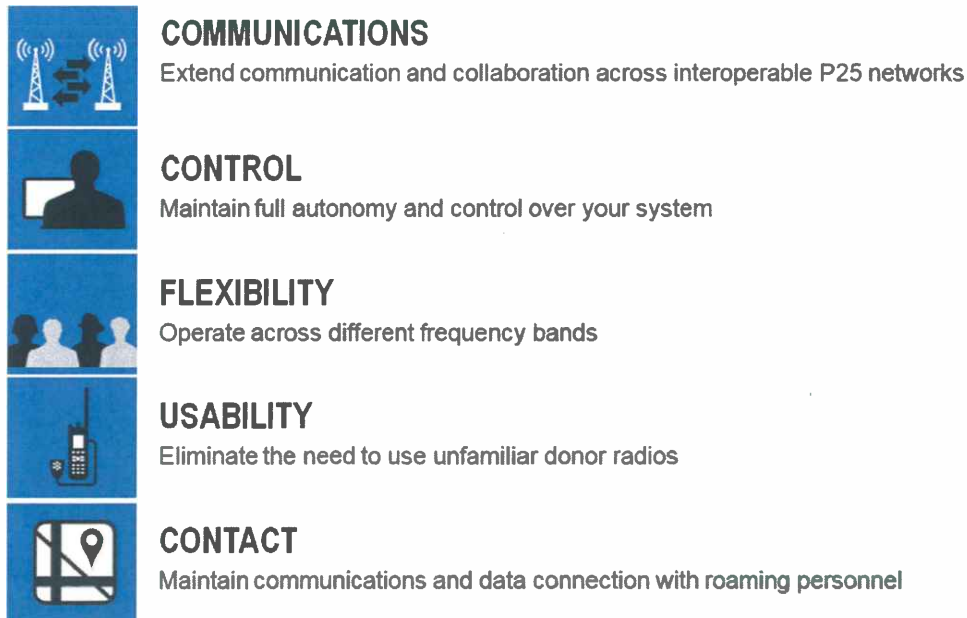 COMMUNICATIONS
Extend communication and collaboration across interoperable P25 networks
CONTROL
Maintain full autonomy and control over your system
FLEXIBILITY
Operate across different frequency bands
USABILITY
Eliminate the need to use unfamiliar donor radios
CONTACT
Maintain communications and data connection with roaming personnel